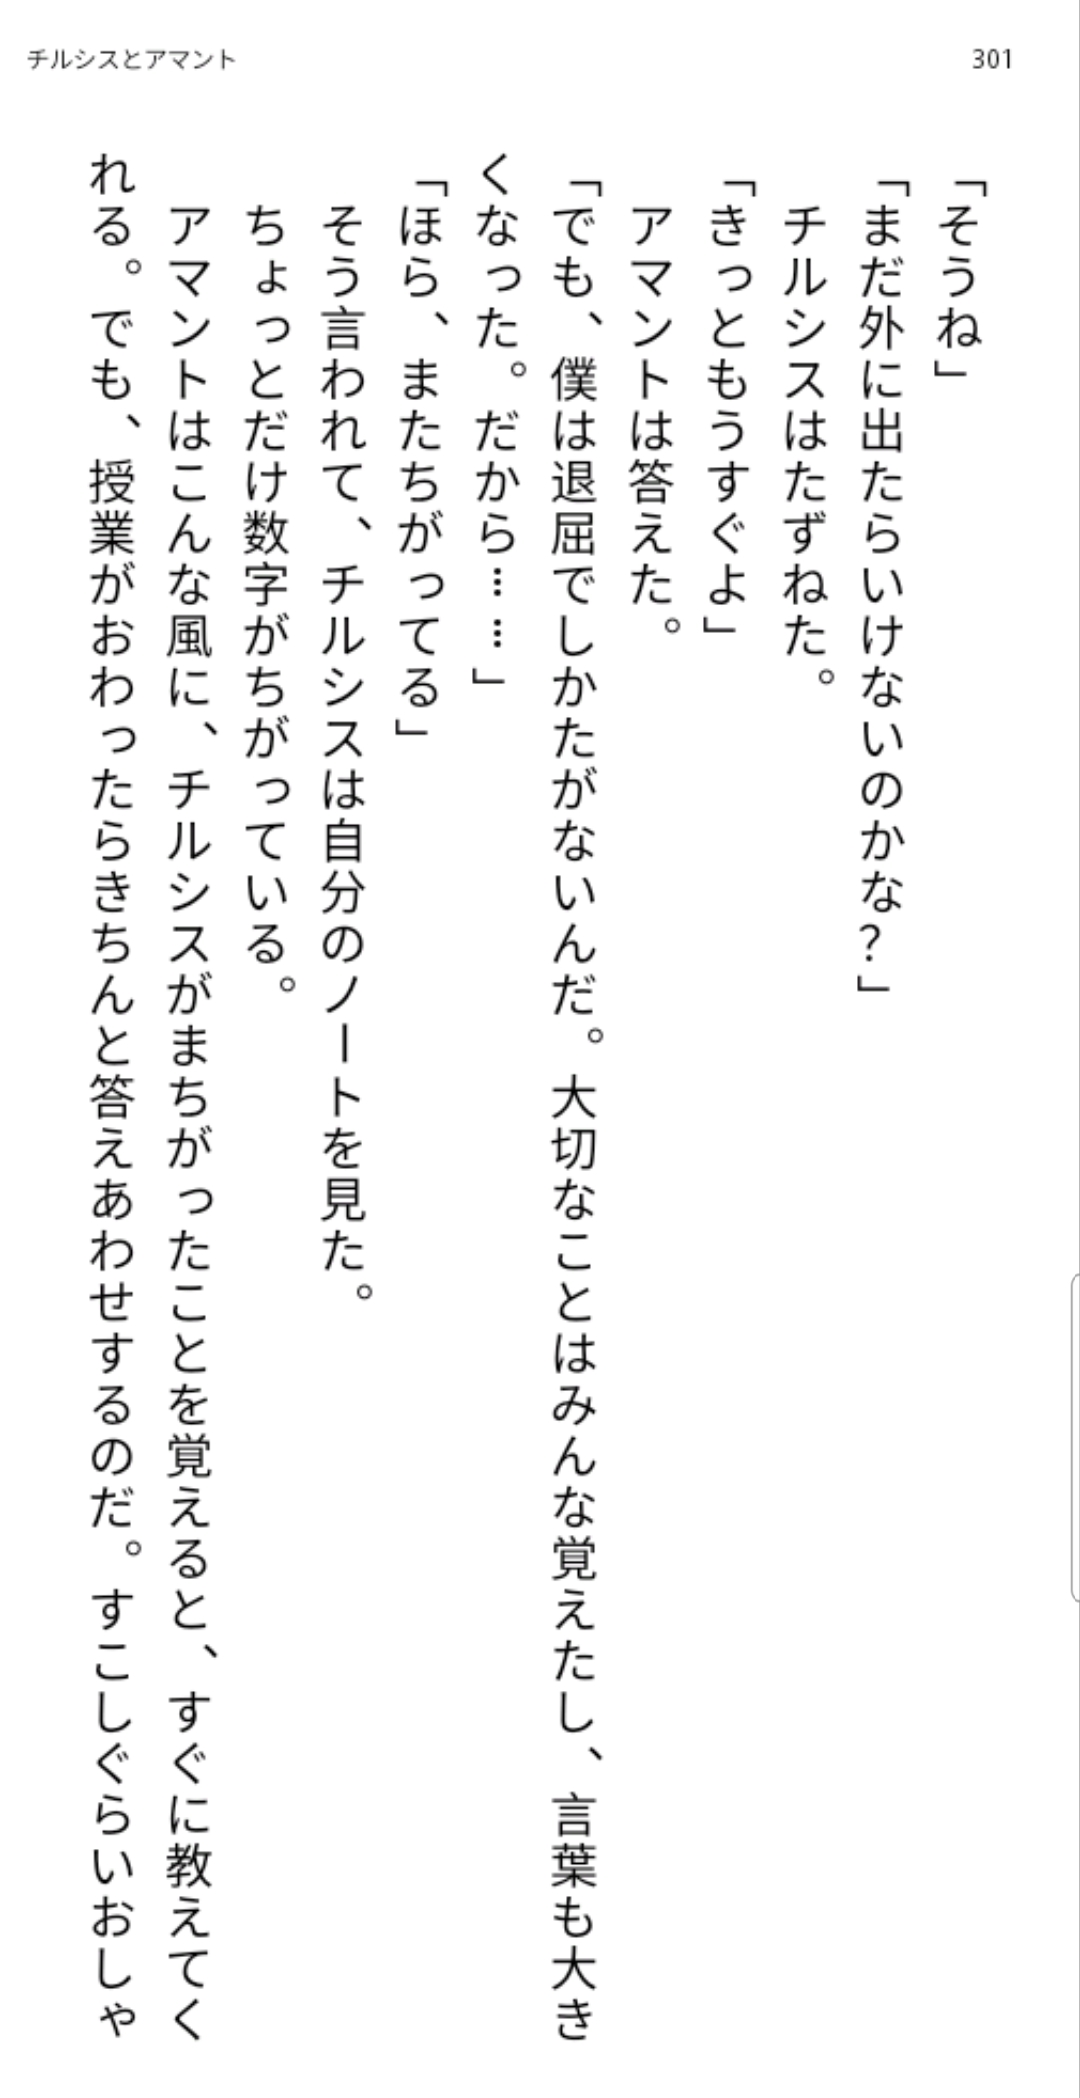 チルシスとアマント
301
「そうね」
「まだ外に出たらいけないのかな？」
チルシスはたずねた。
「きっともうすぐよ」
アマントは答えた。
「でも、僕は退屈でしかたがないんだ。大切なことはみんな覚えたし、言葉も大き
くなった。だから……」
「ほら、またちがってる」
そう言われて、チルシスは自分のノートを見た。
ちょっとだけ数字がちがっている。
アマントはこんな風に、チルシスがまちがったことを覚えると、すぐに教えてく
れる。でも、授業がおわったらきちんと答えあわせするのだ。すこしぐらいおしゃ